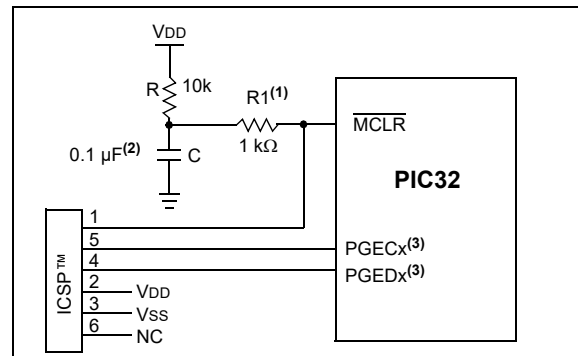 VDD
R 10k
R1(1)
1 kΩ
0.1 µF(2) C
MCLR
PIC32
ICSP™
1
5 PGECx(3)
4 PGEDx(3)
2 VDD
3 VSS
6 NC